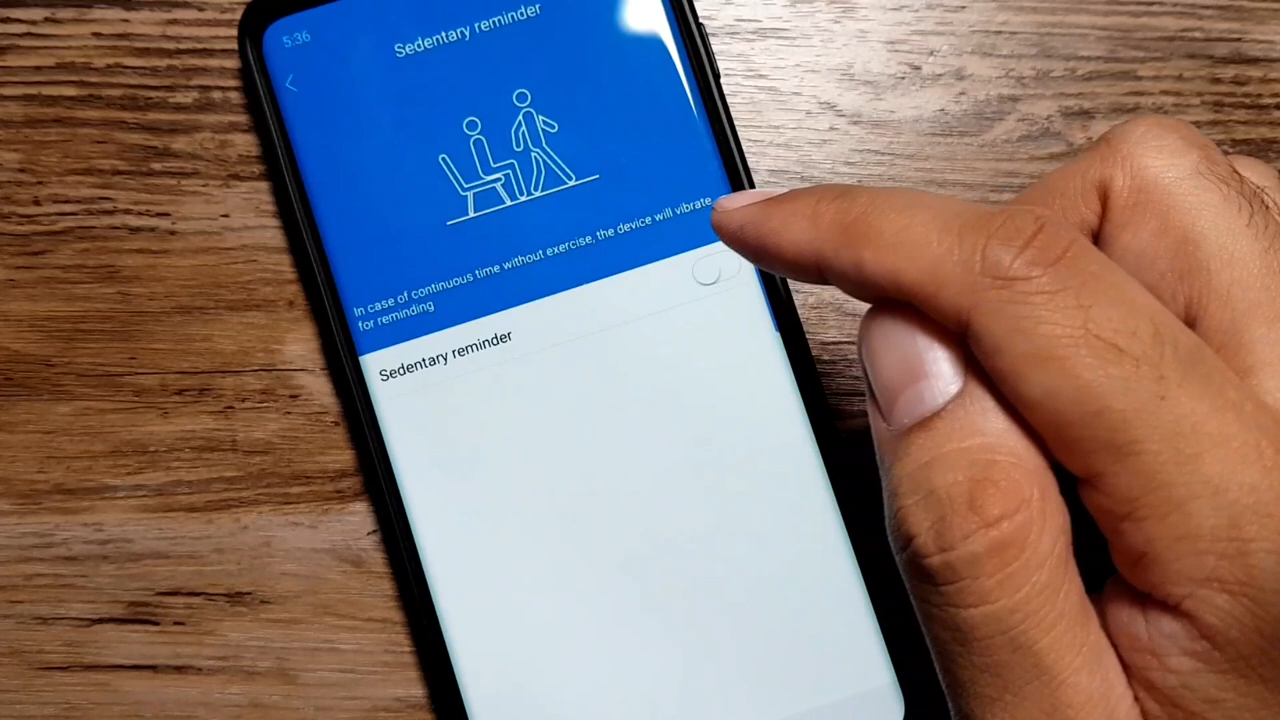 5:36
Sedentary reminder
In case of continuous time without exercise, the device will vibrate
for reminding
Sedentary reminder